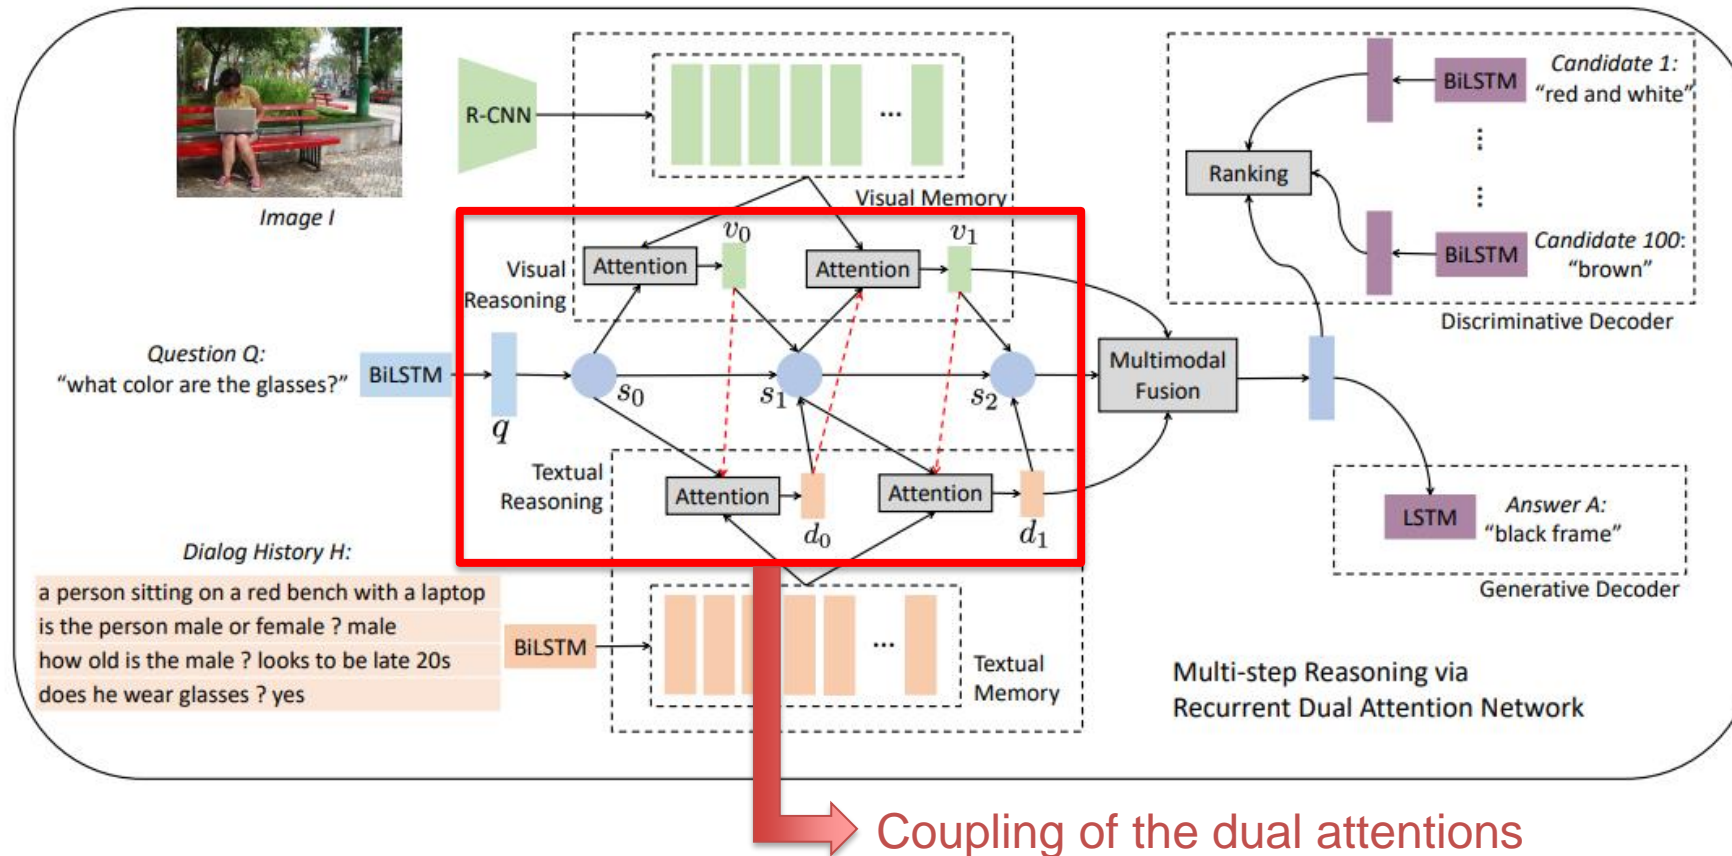 Image I
R-CNN
...
Visual Memory
Candidate 1:
"red and white"
BiLSTM
⋮
Ranking
⋮
Candidate 100:
"brown"
BiLSTM
Discriminative Decoder
Visual
Reasoning
Attention
v0
Attention
v1
Question Q:
"what color are the glasses?"
BiLSTM
q
s0
s1
s2
Multimodal
Fusion
Textual
Reasoning
Attention
d0
Attention
d1
LSTM
Answer A:
"black frame"
Generative Decoder
Dialog History H:
a person sitting on a red bench with a laptop
is the person male or female ? male
how old is the male ? looks to be late 20s
does he wear glasses ? yes
BiLSTM
...
Textual
Memory
Multi-step Reasoning via
Recurrent Dual Attention Network
Coupling of the dual attentions